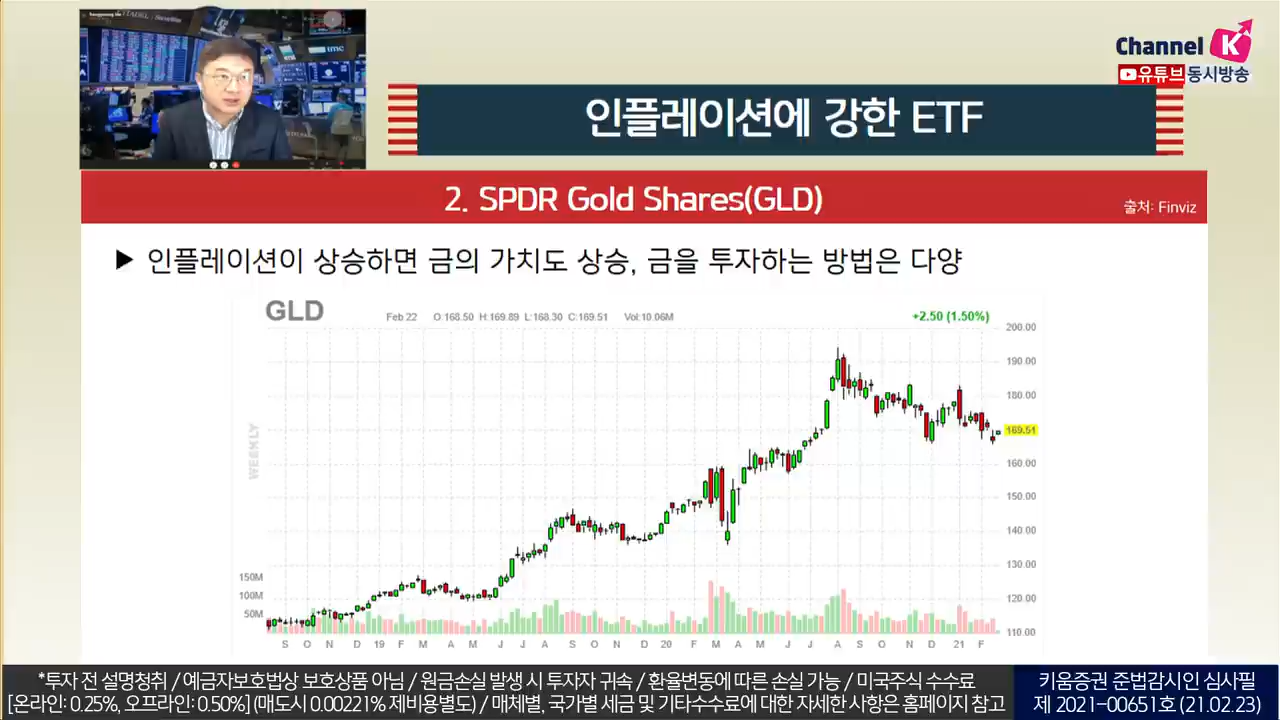 Channel K
유튜브동시방송
인플레이션에 강한 ETF
2. SPDR Gold Shares(GLD)
출처: Finviz
▶ 인플레이션이 상승하면 금의 가치도 상승, 금을 투자하는 방법은 다양
GLD
Feb 22 O:168.50 H:169.89 L:168.30 C:169.51 Vol:10.06M
+2.50 (1.50%)
200.00
190.00
180.00
169.51
160.00
150.00
140.00
130.00
120.00
110.00
WEEKLY
150M
100M
50M
S O N D 19 F M A M J J A S O N D 20 F M A M J J A S O N D 21 F
*투자 전 설명청취 / 예금자보호법상 보호상품 아님 / 원금손실 발생 시 투자자 귀속 / 환율변동에 따른 손실 가능 / 미국주식 수수료
[온라인: 0.25%, 오프라인: 0.50%] (매도시 0.00221% 제비용별도) / 매체별, 국가별 세금 및 기타수수료에 대한 자세한 사항은 홈페이지 참고
키움증권 준법감시인 심사필
제 2021-00651호 (21.02.23)